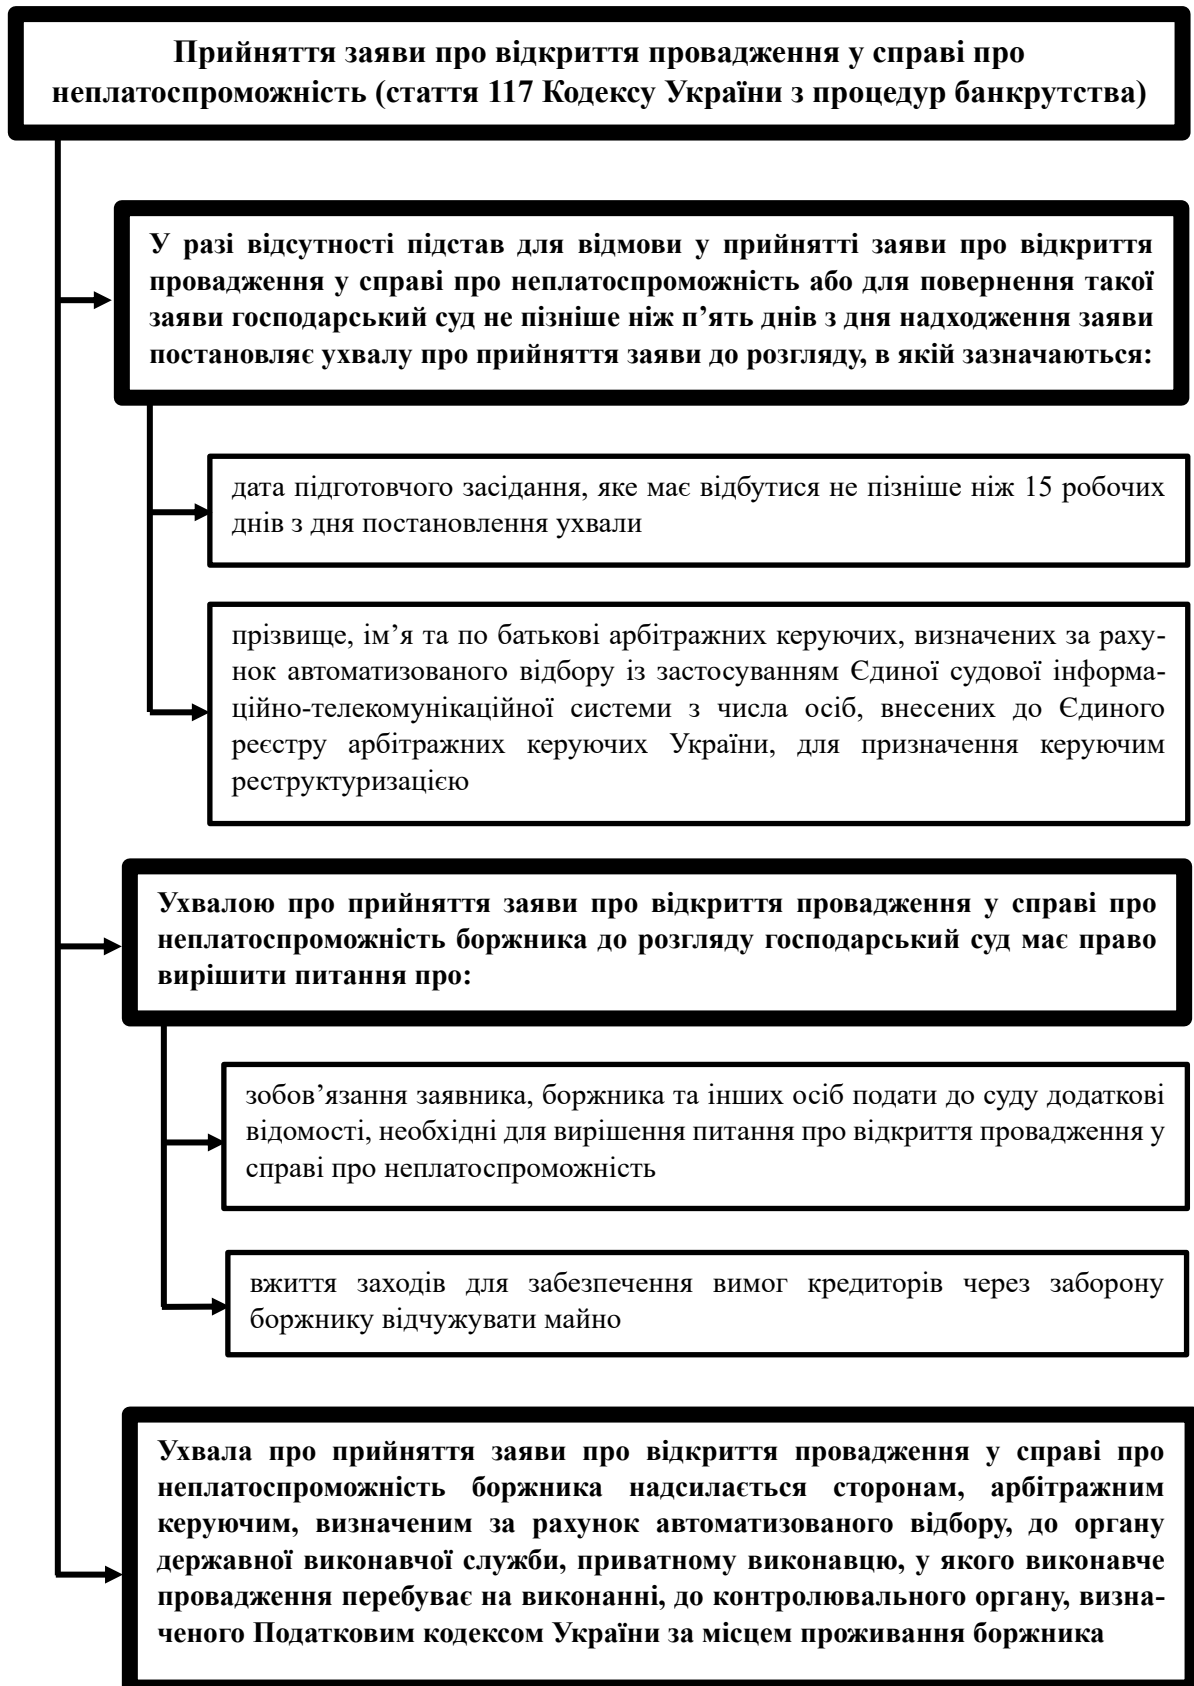 Прийняття заяви про відкриття провадження у справі про
неплатоспроможність (стаття 117 Кодексу України з процедур банкрутства)
У разі відсутності підстав для відмови у прийнятті заяви про відкриття
провадження у справі про неплатоспроможність або для повернення такої
заяви господарський суд не пізніше ніж п’ять днів з дня надходження заяви
постановляє ухвалу про прийняття заяви до розгляду, в якій зазначаються:
дата підготовчого засідання, яке має відбутися не пізніше ніж 15 робочих
днів з дня постановлення ухвали
прізвище, ім’я та по батькові арбітражних керуючих, визначених за раху-
нок автоматизованого відбору із застосуванням Єдиної судової інформа-
ційно-телекомунікаційної системи з числа осіб, внесених до Єдиного
реєстру арбітражних керуючих України, для призначення керуючим
реструктуризацією
Ухвалою про прийняття заяви про відкриття провадження у справі про
неплатоспроможність боржника до розгляду господарський суд має право
вирішити питання про:
зобов’язання заявника, боржника та інших осіб подати до суду додаткові
відомості, необхідні для вирішення питання про відкриття провадження у
справі про неплатоспроможність
вжиття заходів для забезпечення вимог кредиторів через заборону
боржнику відчужувати майно
Ухвала про прийняття заяви про відкриття провадження у справі про
неплатоспроможність боржника надсилається сторонам, арбітражним
керуючим, визначеним за рахунок автоматизованого відбору, до органу
державної виконавчої служби, приватному виконавцю, у якого виконавче
провадження перебуває на виконанні, до контролювального органу, визна-
ченого Податковим кодексом України за місцем проживання боржника